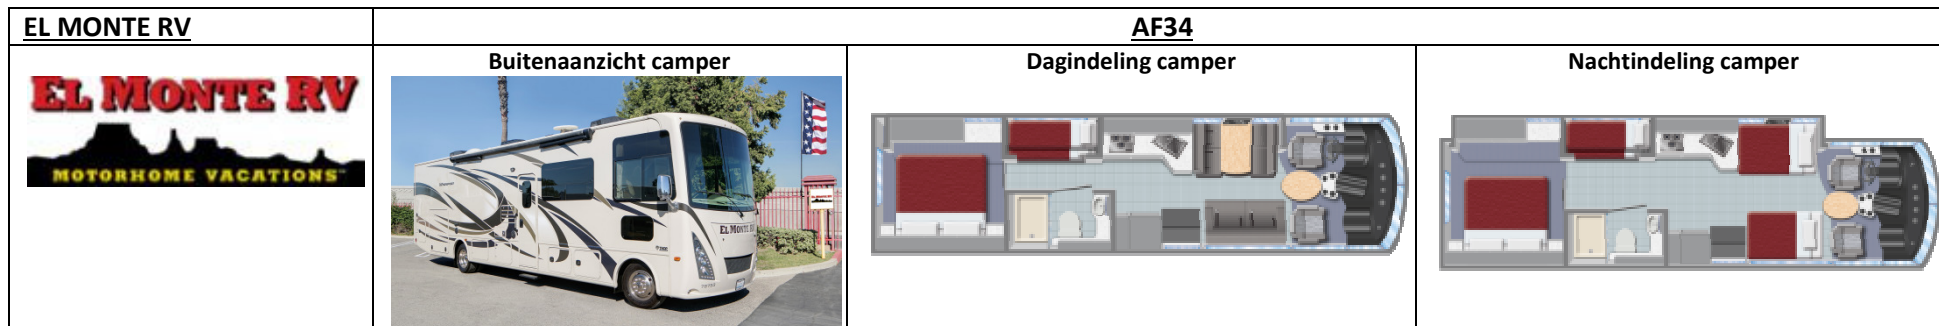 EL MONTE RV
AF34
EL MONTE RV
MOTORHOME VACATIONS
Buitenaanzicht camper
EL MONTE RV
Dagindeling camper
Nachtindeling camper